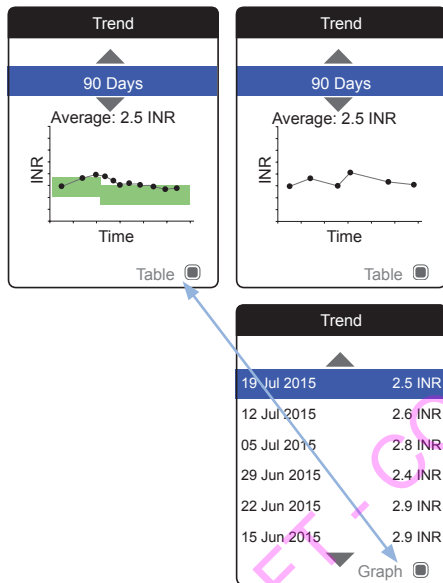 Trend
90 Days
Average: 2.5 INR
INR
Time
Table
Trend
90 Days
Average: 2.5 INR
INR
Time
Table
Trend
19 Jul 2015 2.5 INR
12 Jul 2015 2.6 INR
05 Jul 2015 2.8 INR
29 Jun 2015 2.4 INR
22 Jun 2015 2.9 INR
15 Jun 2015 2.9 INR
Graph